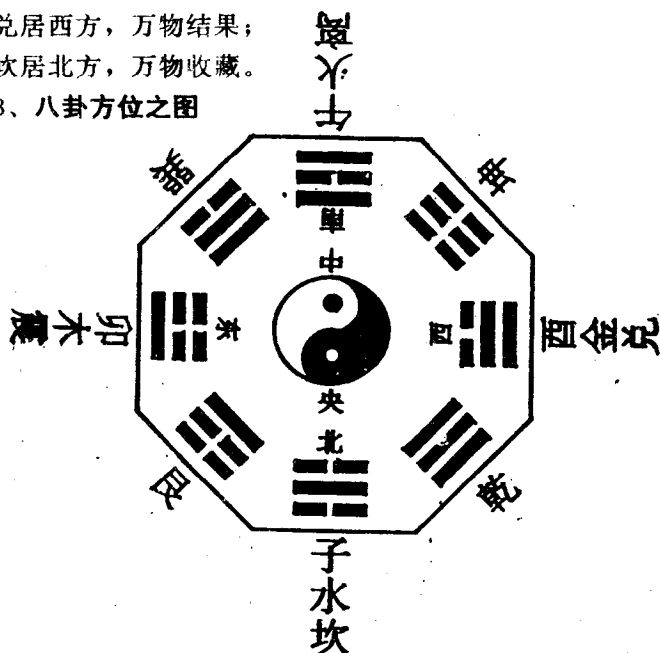 兑居西方，万物结果；
坎居北方，万物收藏。
3、八卦方位之图
离火午
巽
坤
南
中
震木卯
东
西
酉金兑
央
北
艮
乾
子水坎